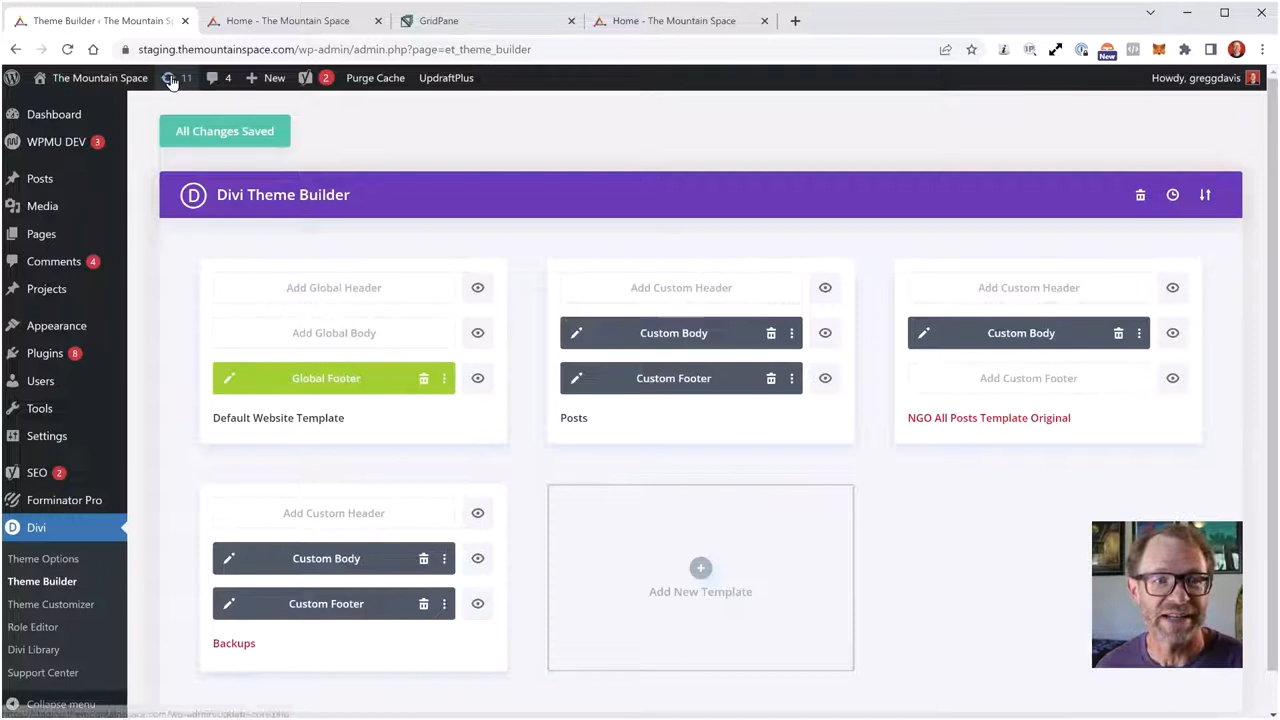 Theme Builder ‹ The Mountain S
Home - The Mountain Space
GridPane
Home - The Mountain Space
staging.themountainspace.com/wp-admin/admin.php?page=et_theme_builder
New
The Mountain Space
11
4
New
2
Purge Cache
UpdraftPlus
Howdy, greggdavis
Dashboard
WPMU DEV 3
Posts
Media
Pages
Comments 4
Projects
Appearance
Plugins 8
Users
Tools
Settings
SEO 2
Forminator Pro
Divi
Theme Options
Theme Builder
Theme Customizer
Role Editor
Divi Library
Support Center
Collapse menu
All Changes Saved
D Divi Theme Builder
Add Global Header
Add Global Body
Global Footer
Default Website Template
Add Custom Header
Custom Body
Custom Footer
Posts
Add Custom Header
Custom Body
Add Custom Footer
NGO All Posts Template Original
Add Custom Header
Custom Body
Custom Footer
Backups
Add New Template